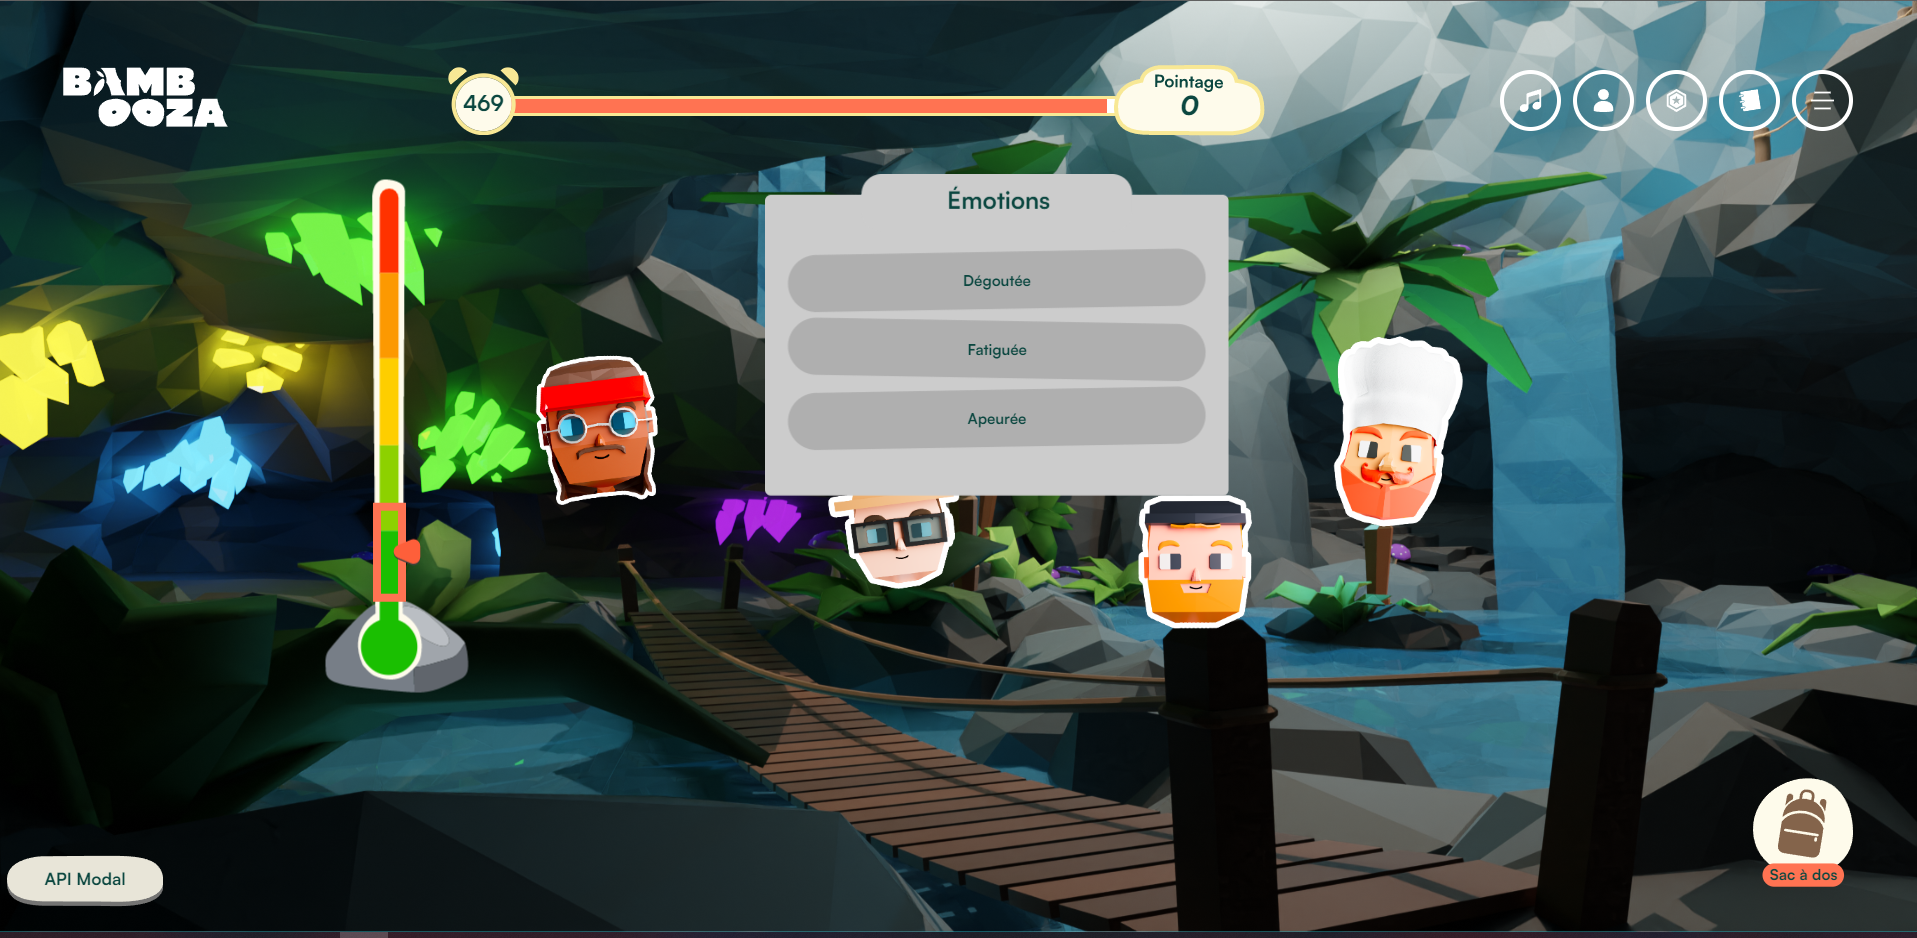 BAMB
OOZA
469
Pointage
0
Émotions
Dégoutée
Fatiguée
Apeurée
API Modal
Sac à dos